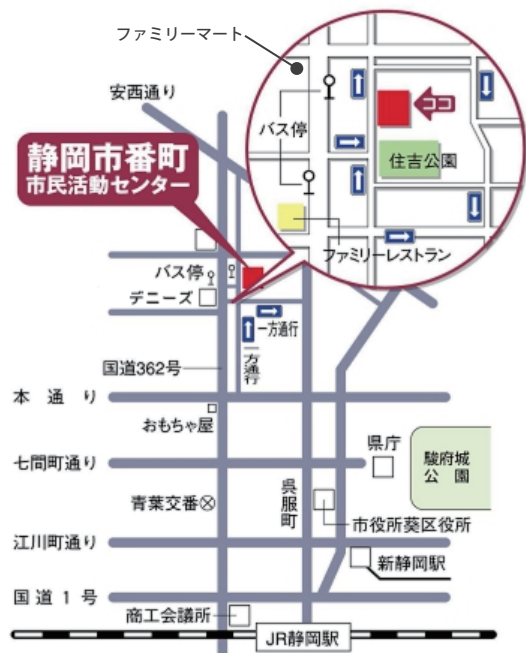 ファミリーマート
安西通り
ココ
バス停
住吉公園
静岡市番町
市民活動センター
ファミリーレストラン
バス停
デニーズ
一方通行
一方通行
国道362号
本通り
おもちゃ屋
県庁
七間町通り
駿府城
公園
呉服町
青葉交番
市役所葵区役所
江川町通り
新静岡駅
国道1号
商工会議所
JR静岡駅